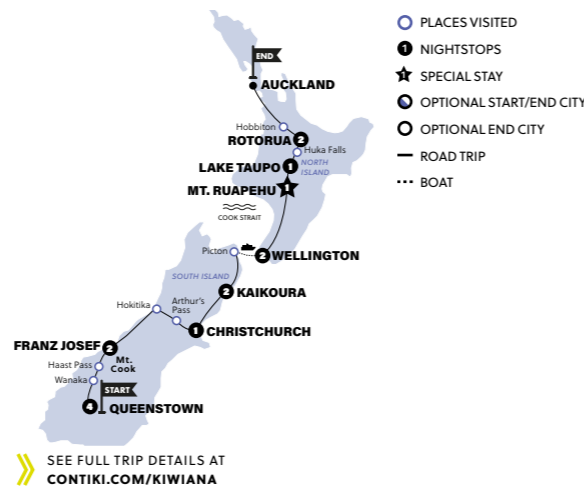 END
AUCKLAND
Hobbiton
ROTORUA 2
Huka Falls
LAKE TAUPO 1
NORTH
ISLAND
MT. RUAPEHU 1
COOK STRAIT
Picton
2 WELLINGTON
SOUTH ISLAND
2 KAIKOURA
Hokitika
Arthur's
Pass
1 CHRISTCHURCH
FRANZ JOSEF 2
Mt.
Cook
Haast Pass
Wanaka
START
4 QUEENSTOWN
PLACES VISITED
1 NIGHTSTOPS
1 SPECIAL STAY
OPTIONAL START/END CITY
OPTIONAL END CITY
ROAD TRIP
BOAT
SEE FULL TRIP DETAILS AT
CONTIKI.COM/KIWIANA